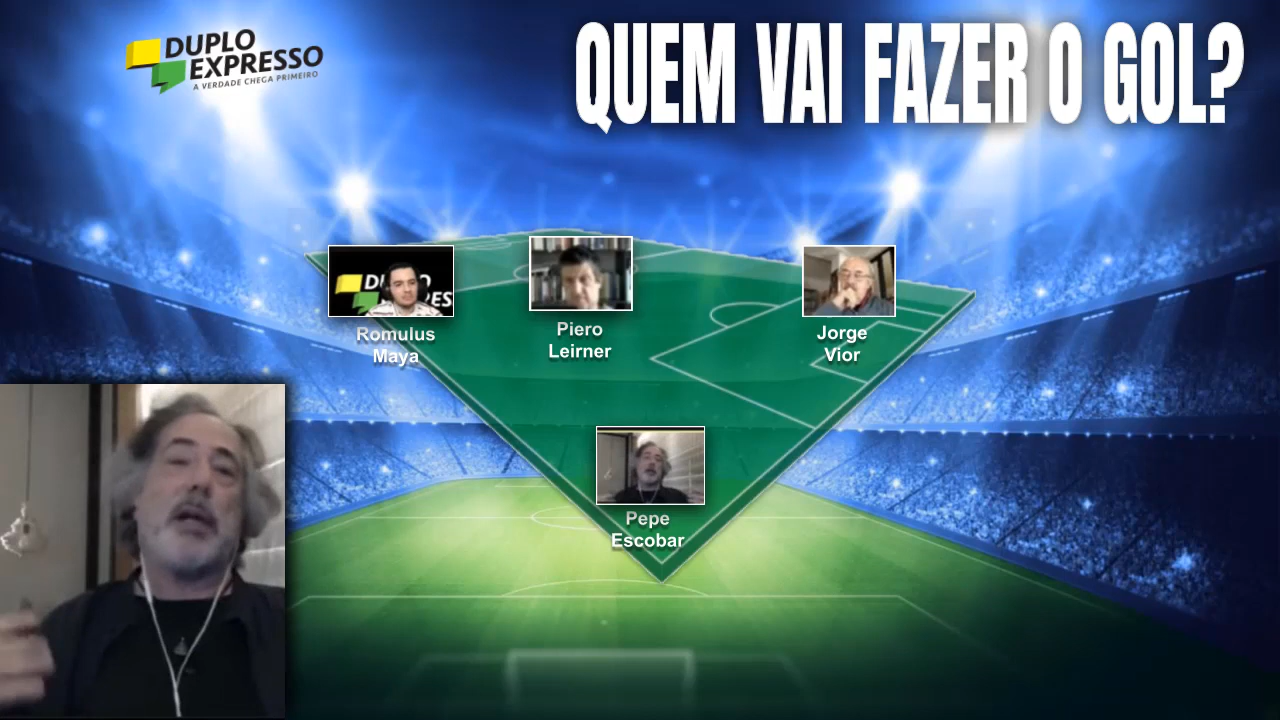 DUPLO
EXPRESSO
A VERDADE CHEGA PRIMEIRO
QUEM VAI FAZER O GOL?
Romulus
Maya
Piero
Leirner
Jorge
Vior
Pepe
Escobar